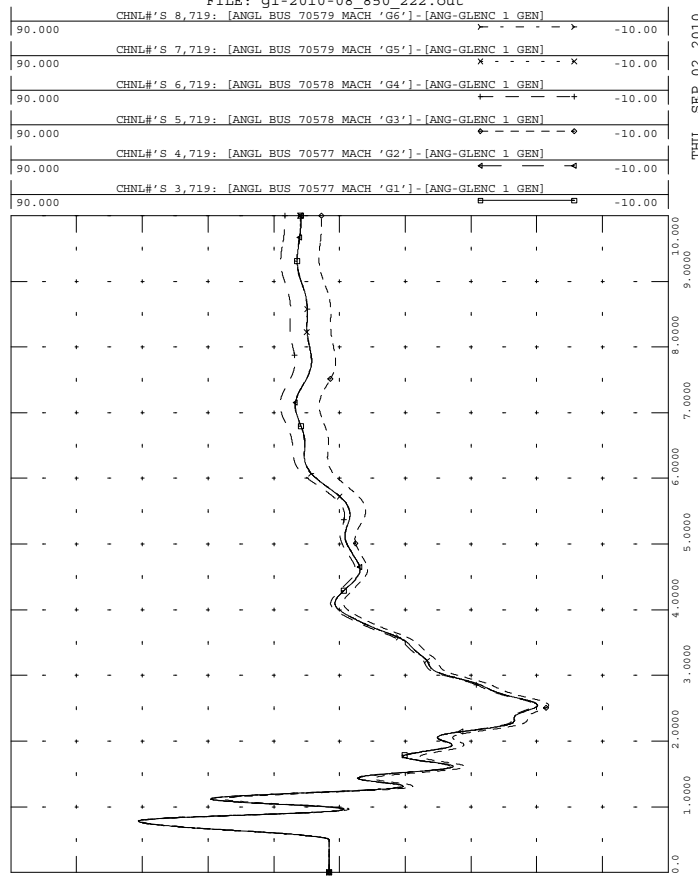 FILE: g1-2010-08_850_222.out
CHNL#'S 8,719: [ANGL BUS 70579 MACH 'G6']-[ANG-GLENC 1 GEN]
90.000 -10.00
CHNL#'S 7,719: [ANGL BUS 70579 MACH 'G5']-[ANG-GLENC 1 GEN]
90.000 -10.00
CHNL#'S 6,719: [ANGL BUS 70578 MACH 'G4']-[ANG-GLENC 1 GEN]
90.000 -10.00
CHNL#'S 5,719: [ANGL BUS 70578 MACH 'G3']-[ANG-GLENC 1 GEN]
90.000 -10.00
CHNL#'S 4,719: [ANGL BUS 70577 MACH 'G2']-[ANG-GLENC 1 GEN]
90.000 -10.00
CHNL#'S 3,719: [ANGL BUS 70577 MACH 'G1']-[ANG-GLENC 1 GEN]
90.000 -10.00
THU, SEP 02 2010
10.000
9.0000
8.0000
7.0000
6.0000
5.0000
4.0000
3.0000
2.0000
1.0000
0.0